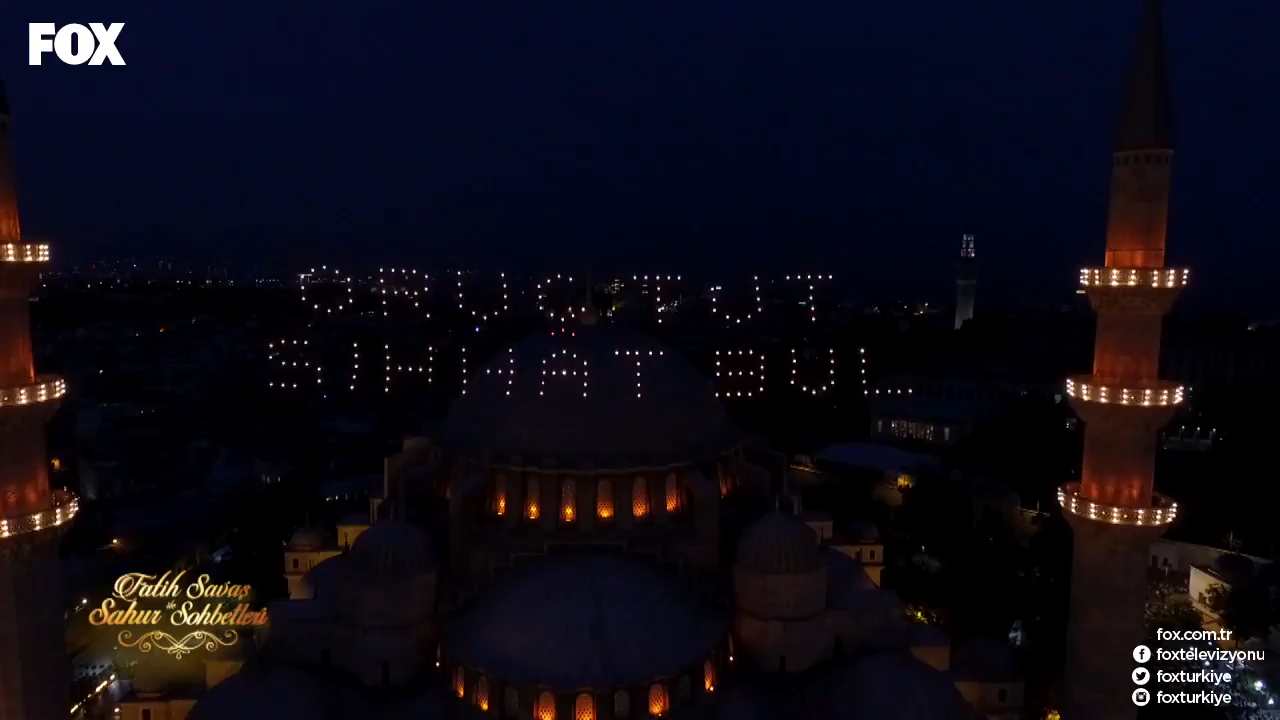 FOX
ORUÇ TUT
SIHHAT BUL
Fatih Savaş
ile
Sahur Sohbetleri
fox.com.tr
foxtelevizyonu
foxturkiye
foxturkiye